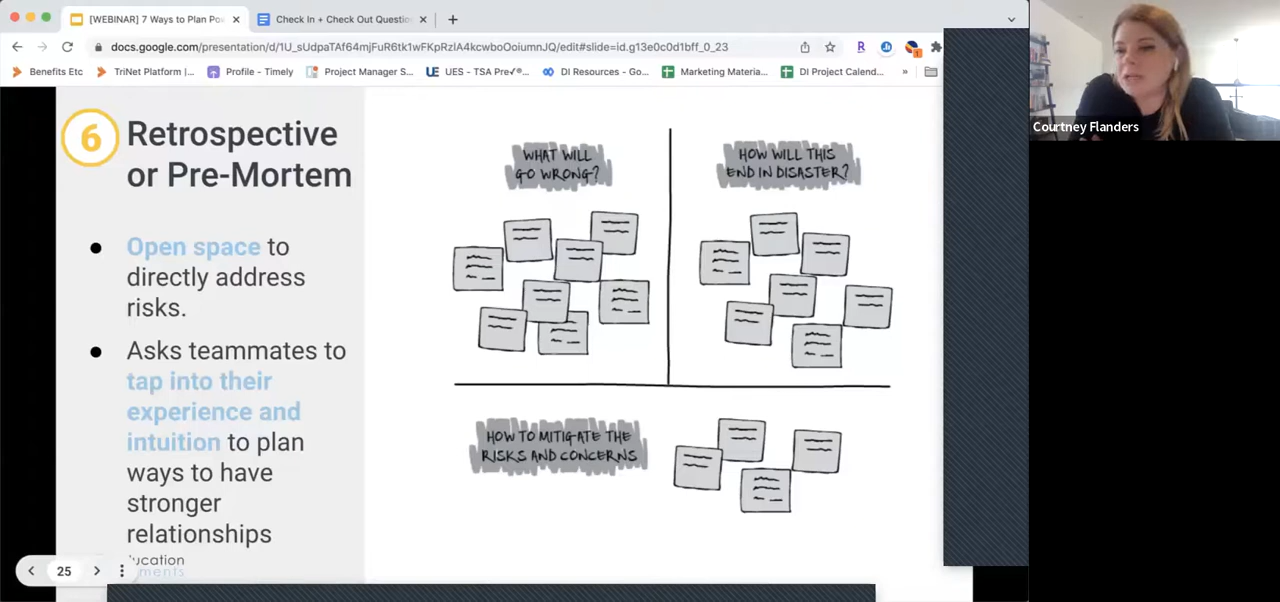 [WEBINAR] 7 Ways to Plan Po
Check In + Check Out Questio
docs.google.com/presentation/d/1U_sUdpaTAf64mjFuR6tk1wFKpRzIA4kcwboOoiumnJQ/edit#slide=id.g13e0c0d1bff_0_23
Benefits Etc
TriNet Platform |...
Profile - Timely
Project Manager S...
UES - TSA Pre✓®...
DI Resources - Go...
Marketing Materia...
DI Project Calend...
»
Courtney Flanders
6
Retrospective
or Pre-Mortem
● Open space to
directly address
risks.
● Asks teammates to
tap into their
experience and
intuition to plan
ways to have
stronger
relationships
ucation
ments
25
WHAT WILL
GO WRONG?
HOW WILL THIS
END IN DISASTER?
HOW TO MITIGATE THE
RISKS AND CONCERNS